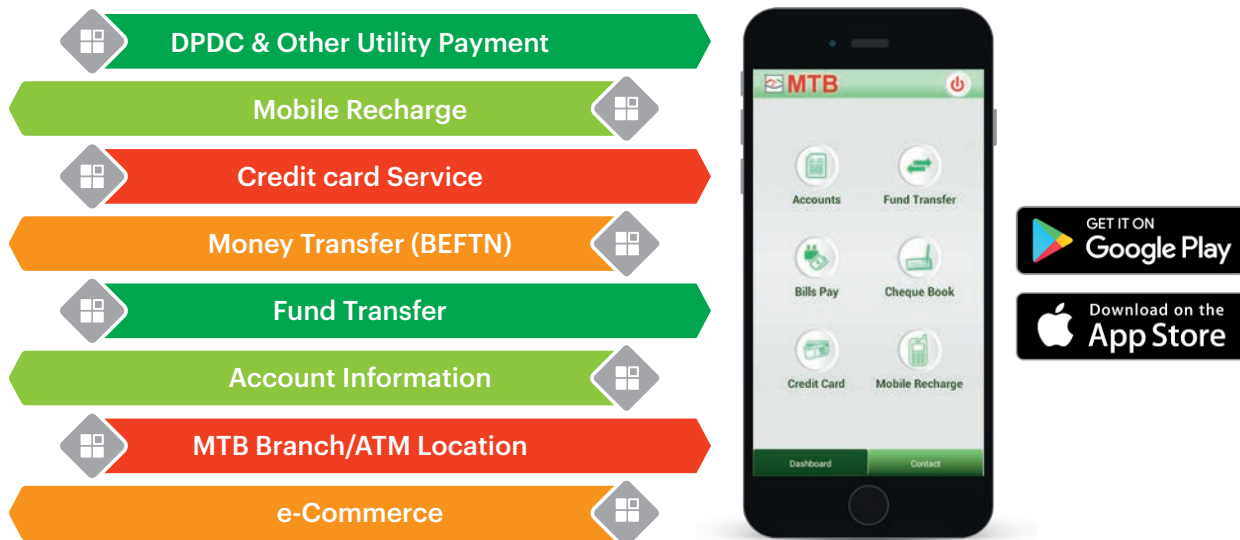 DPDC & Other Utility Payment
Mobile Recharge
Credit card Service
Money Transfer (BEFTN)
Fund Transfer
Account Information
MTB Branch/ATM Location
e-Commerce
MTB
Accounts Fund Transfer
Bills Pay Cheque Book
Credit Card Mobile Recharge
Dashboard Contact
GET IT ON
Google Play
Download on the
App Store